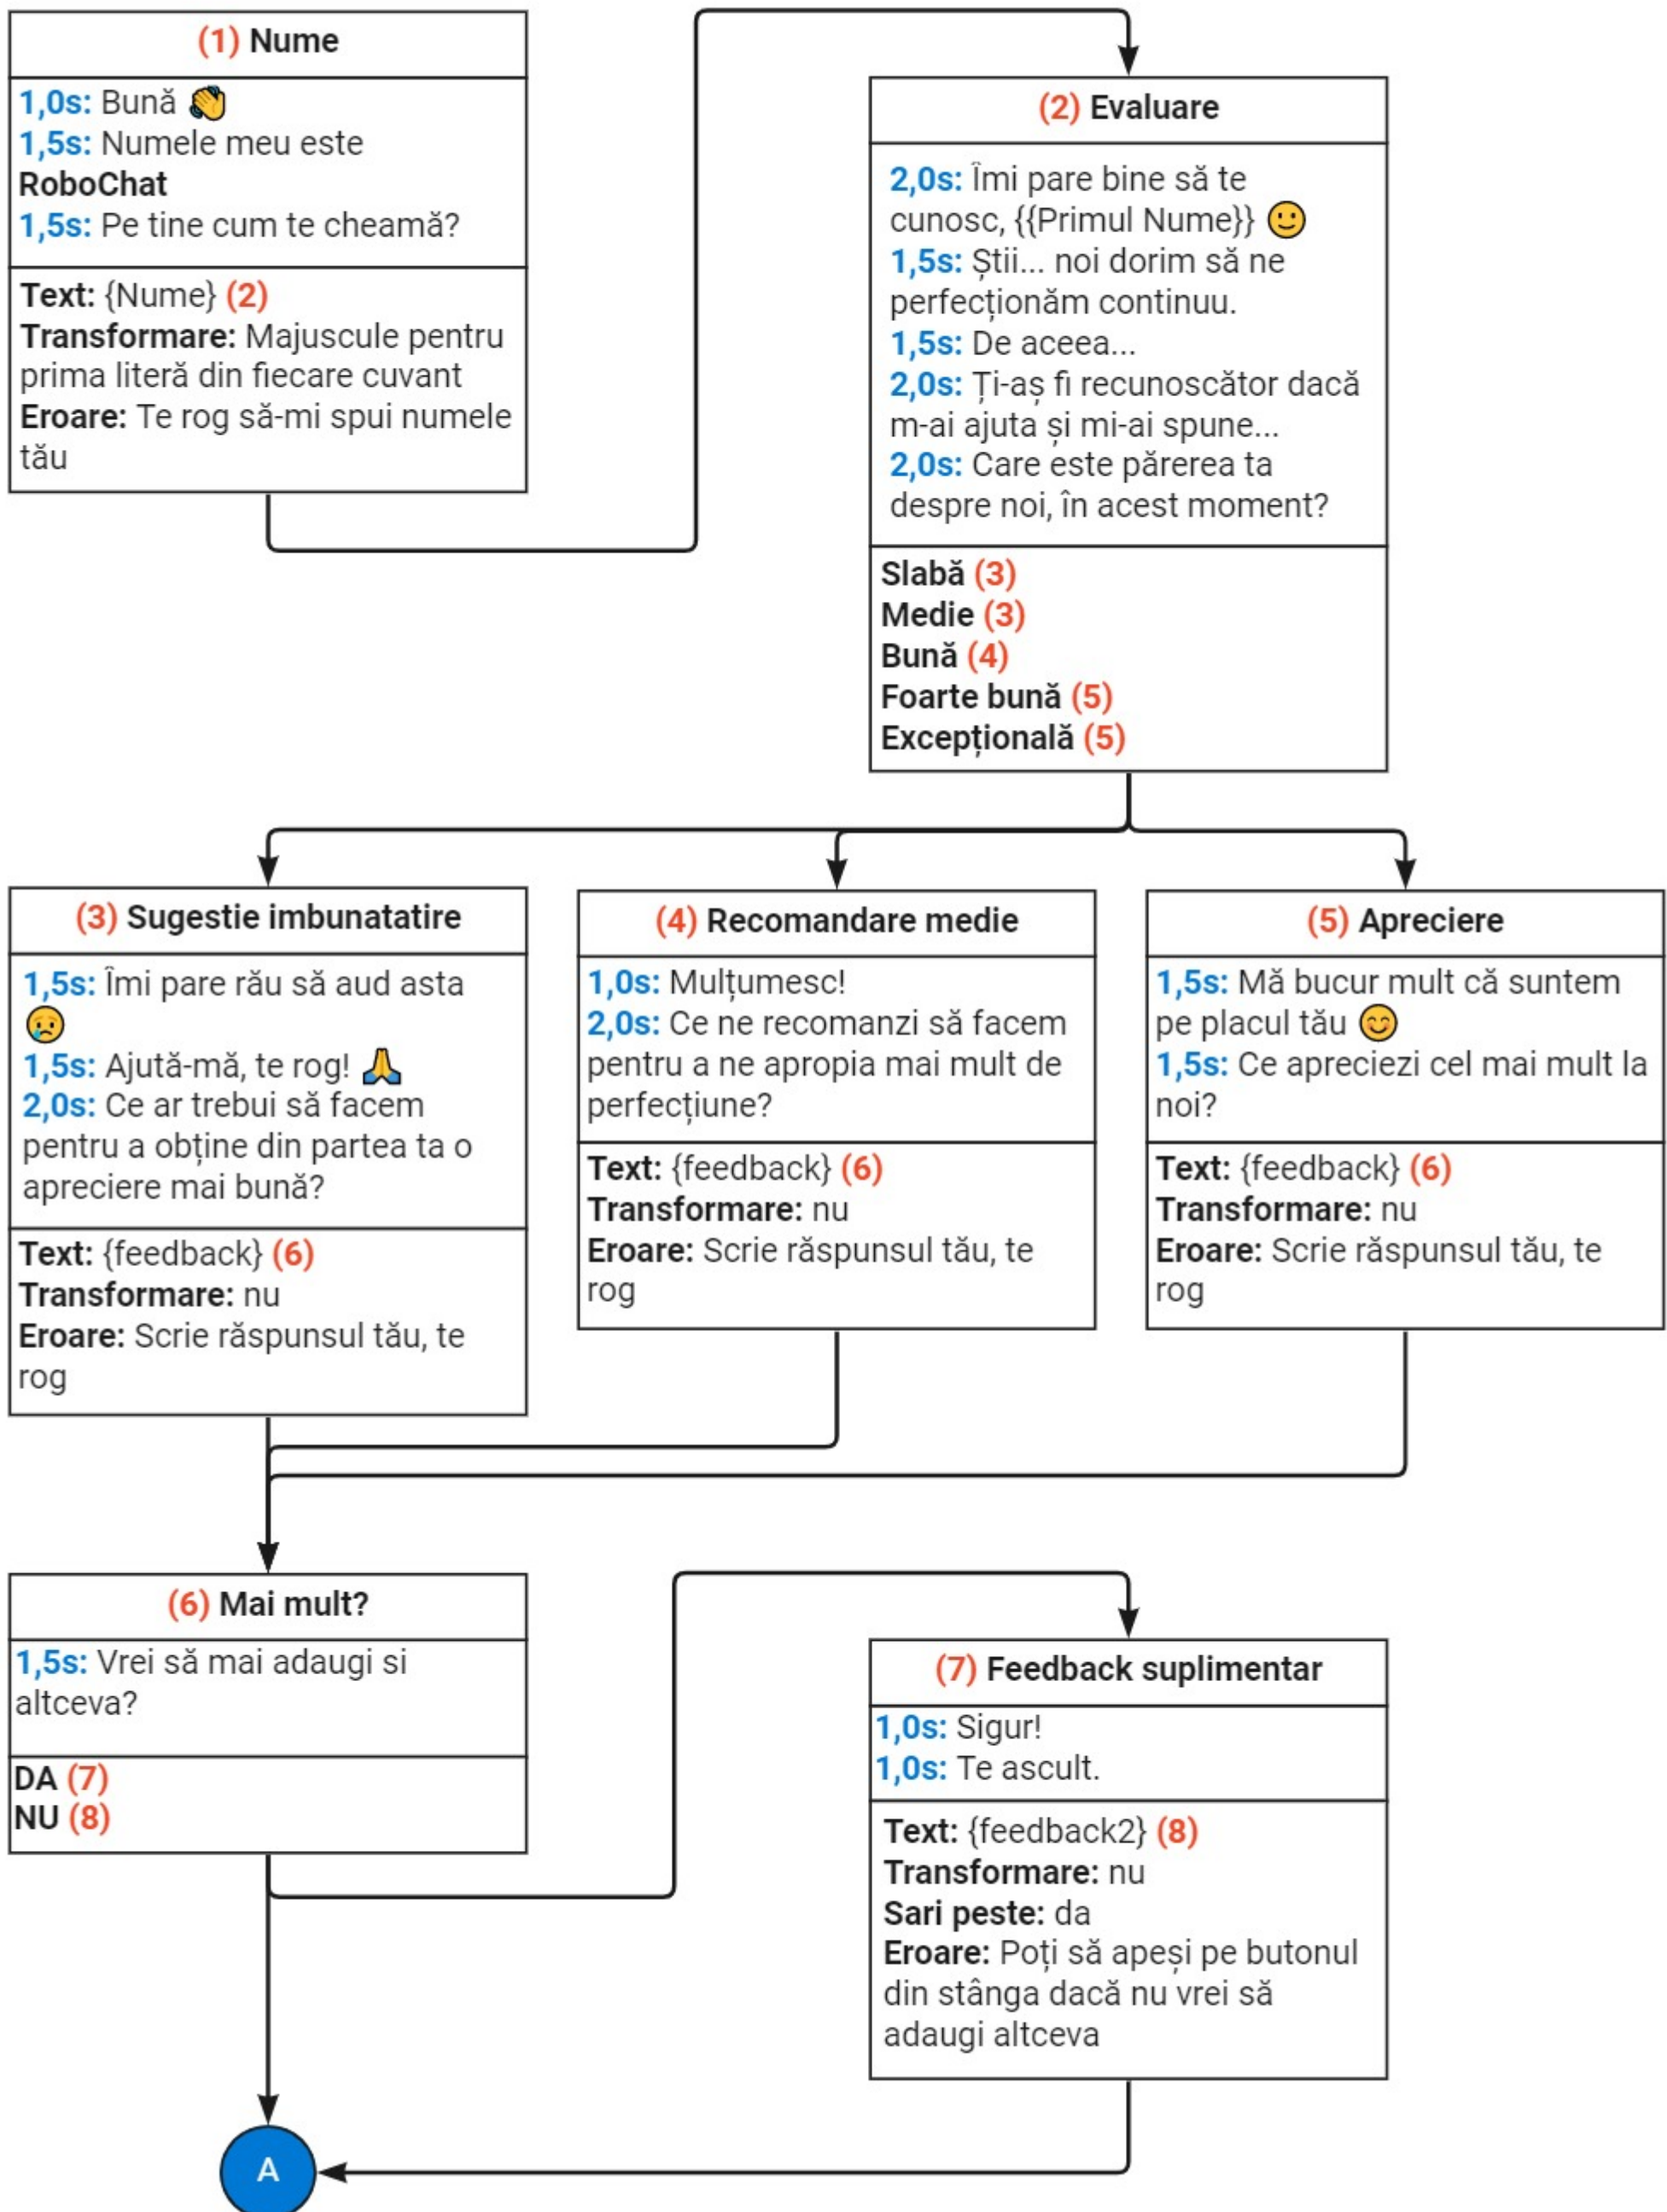 (1) Nume
1,0s: Bună 👏
1,5s: Numele meu este
RoboChat
1,5s: Pe tine cum te cheamă?
Text: {Nume} (2)
Transformare: Majuscule pentru
prima literă din fiecare cuvant
Eroare: Te rog să-mi spui numele
tău
(2) Evaluare
2,0s: Îmi pare bine să te
cunosc, {{Primul Nume}} 🙂
1,5s: Știi... noi dorim să ne
perfecționăm continuu.
1,5s: De aceea...
2,0s: Ți-aș fi recunoscător dacă
m-ai ajuta și mi-ai spune...
2,0s: Care este părerea ta
despre noi, în acest moment?
Slabă (3)
Medie (3)
Bună (4)
Foarte bună (5)
Excepțională (5)
(3) Sugestie imbunatatire
1,5s: Îmi pare rău să aud asta
😢
1,5s: Ajută-mă, te rog! 🙏
2,0s: Ce ar trebui să facem
pentru a obține din partea ta o
apreciere mai bună?
Text: {feedback} (6)
Transformare: nu
Eroare: Scrie răspunsul tău, te
rog
(4) Recomandare medie
1,0s: Mulțumesc!
2,0s: Ce ne recomanzi să facem
pentru a ne apropia mai mult de
perfecțiune?
Text: {feedback} (6)
Transformare: nu
Eroare: Scrie răspunsul tău, te
rog
(5) Apreciere
1,5s: Mă bucur mult că suntem
pe placul tău 😊
1,5s: Ce apreciezi cel mai mult la
noi?
Text: {feedback} (6)
Transformare: nu
Eroare: Scrie răspunsul tău, te
rog
(6) Mai mult?
1,5s: Vrei să mai adaugi si
altceva?
DA (7)
NU (8)
(7) Feedback suplimentar
1,0s: Sigur!
1,0s: Te ascult.
Text: {feedback2} (8)
Transformare: nu
Sari peste: da
Eroare: Poți să apeși pe butonul
din stânga dacă nu vrei să
adaugi altceva
A